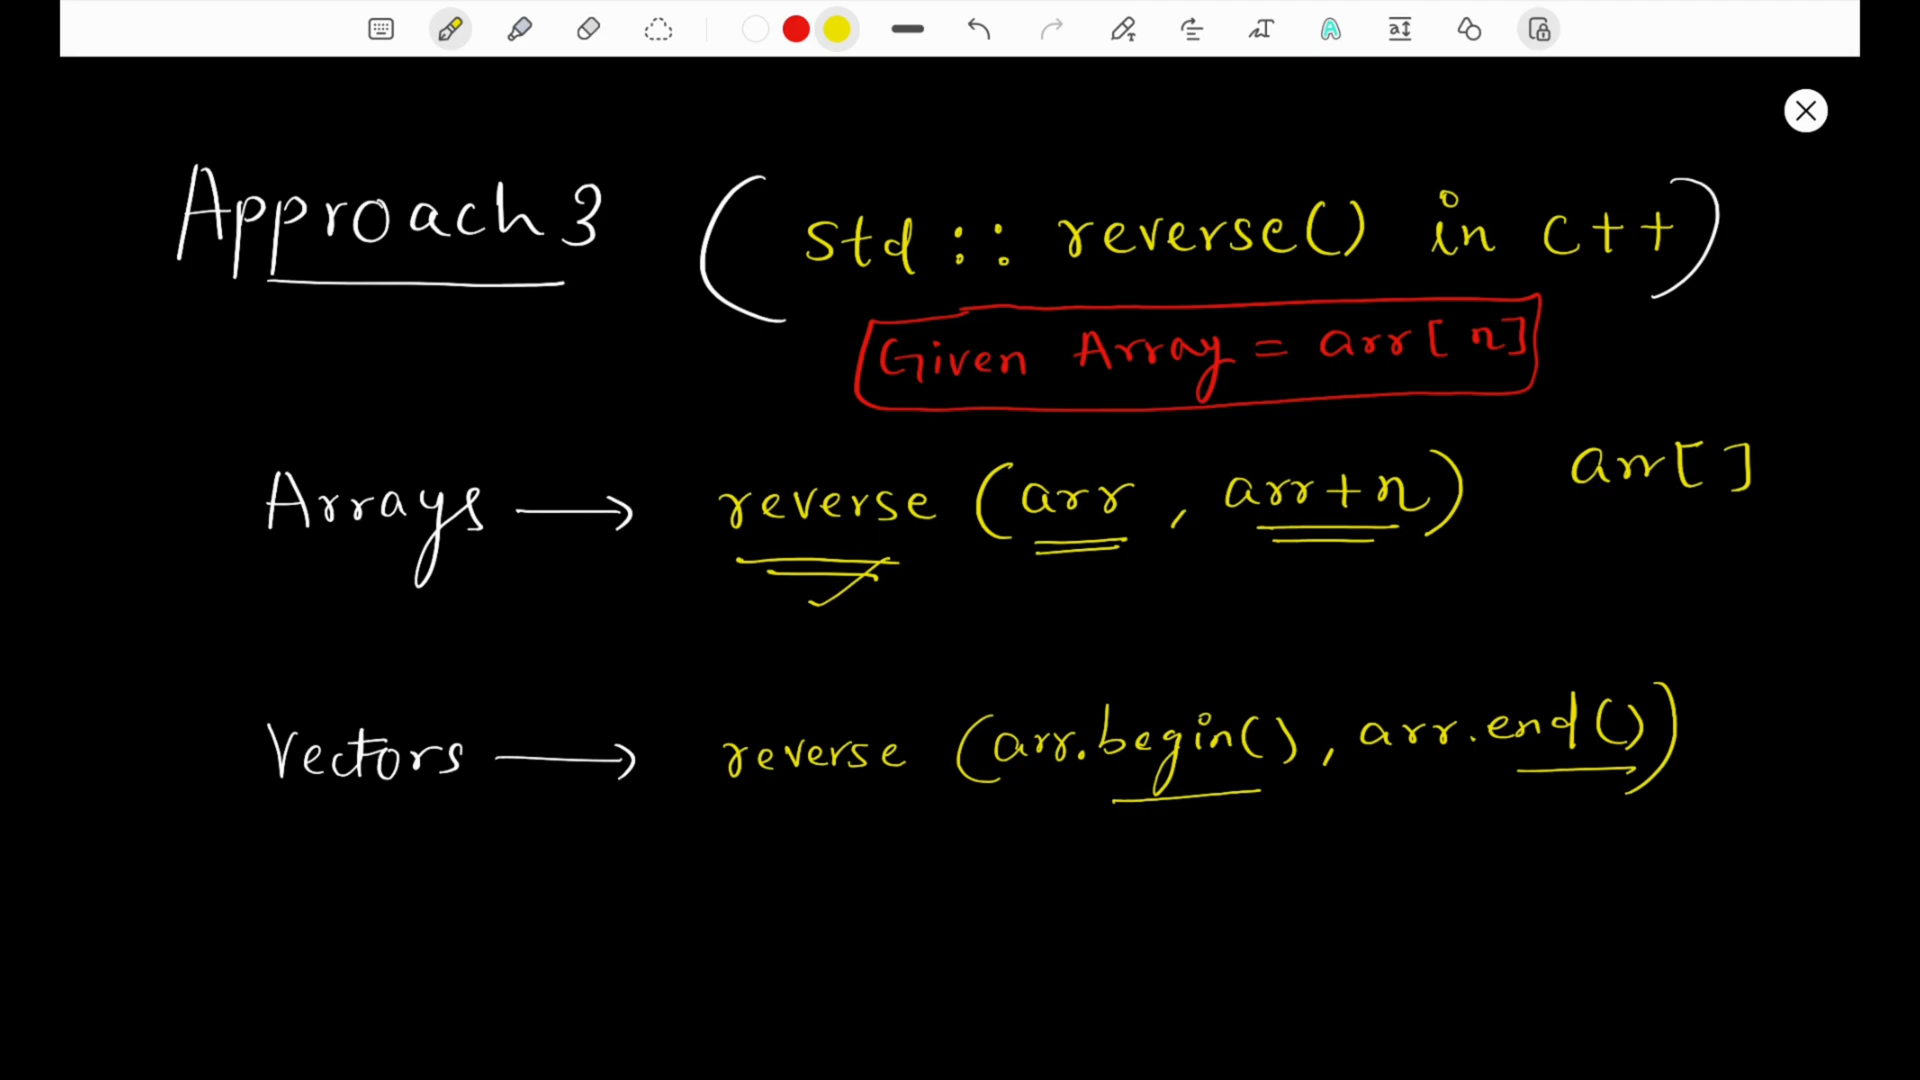 Approach 3 (std :: reverse() in c++)
Given Array = arr[n]
Arrays → reverse (arr, arr+n) arr[]
Vectors → reverse (arr.begin(), arr.end())